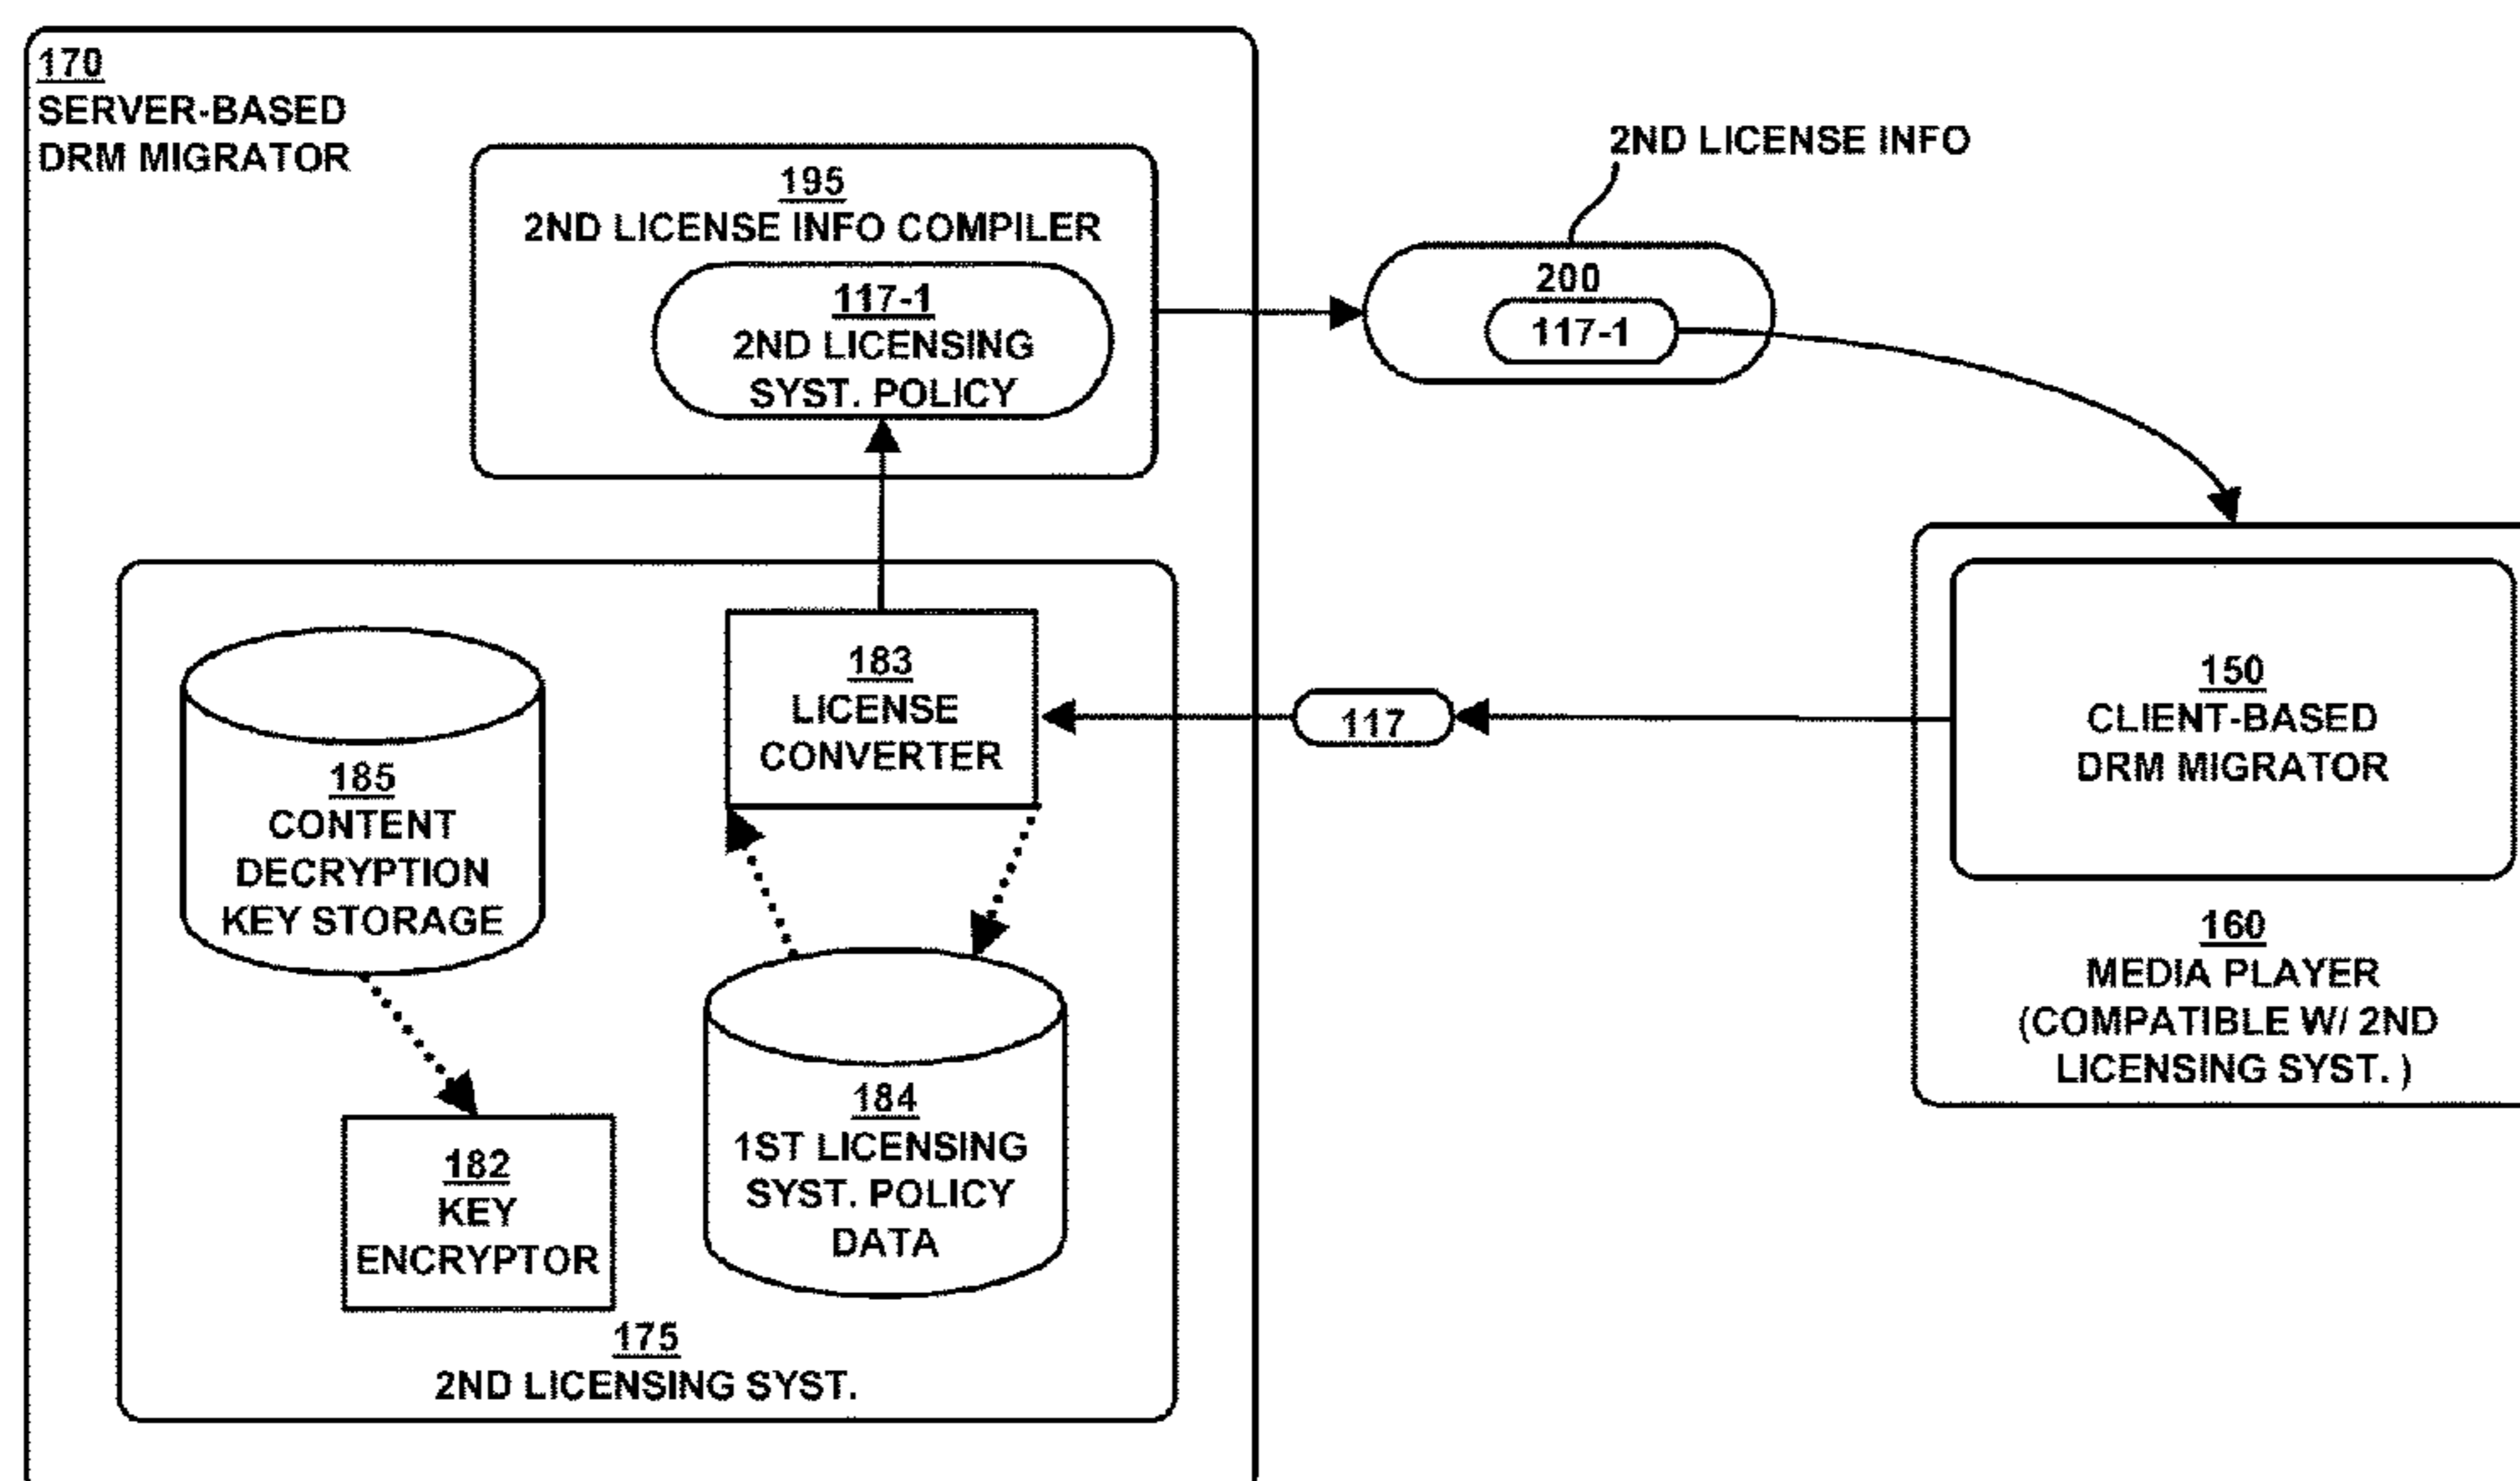 170
SERVER-BASED
DRM MIGRATOR
195
2ND LICENSE INFO COMPILER
117-1
2ND LICENSING
SYST. POLICY
2ND LICENSE INFO
200
117-1
183
LICENSE
CONVERTER
117
150
CLIENT-BASED
DRM MIGRATOR
160
MEDIA PLAYER
(COMPATIBLE W/ 2ND
LICENSING SYST. )
185
CONTENT
DECRYPTION
KEY STORAGE
184
1ST LICENSING
SYST. POLICY
DATA
182
KEY
ENCRYPTOR
175
2ND LICENSING SYST.